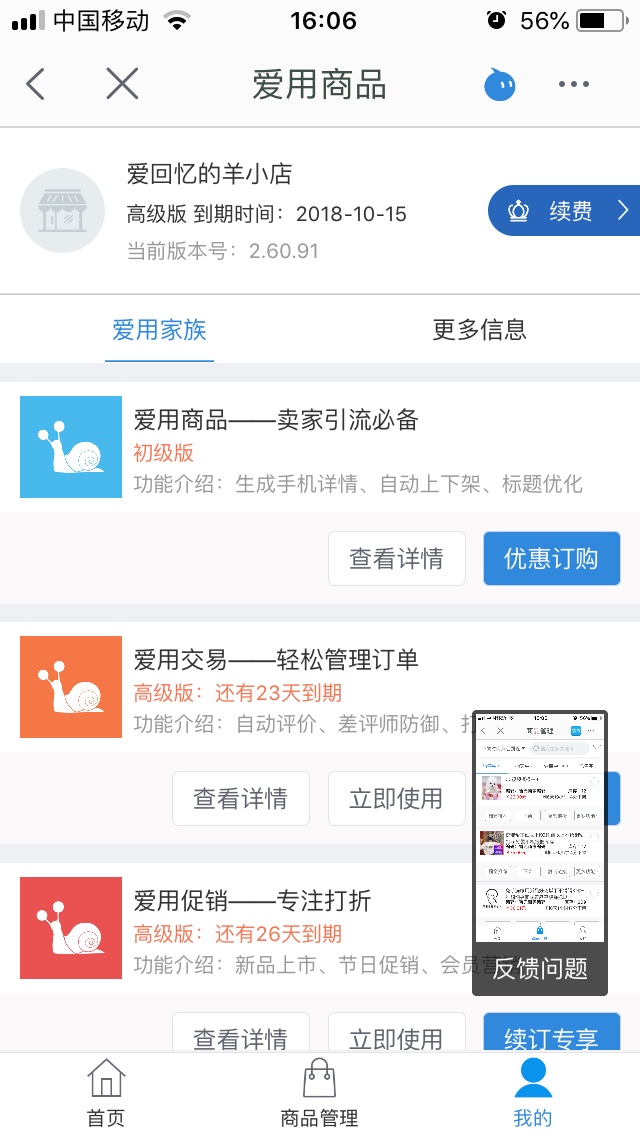 中国移动 16:06 56%
爱用商品
爱回忆的羊小店
高级版 到期时间：2018-10-15
续费
当前版本号：2.60.91
爱用家族 更多信息
爱用商品——卖家引流必备
初级版
功能介绍：生成手机详情、自动上下架、标题优化
查看详情 优惠订购
爱用交易——轻松管理订单
高级版：还有23天到期
功能介绍：自动评价、差评师防御、打
查看详情 立即使用
商品管理
反馈问题
爱用促销——专注打折
高级版：还有26天到期
功能介绍：新品上市、节日促销、会员营
查看详情 立即使用 续订专享
首页 商品管理 我的